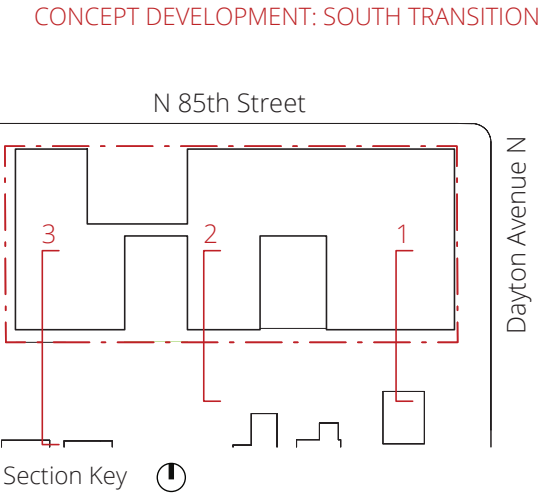 CONCEPT DEVELOPMENT: SOUTH TRANSITION
N 85th Street
Dayton Avenue N
3
2
1
Section Key